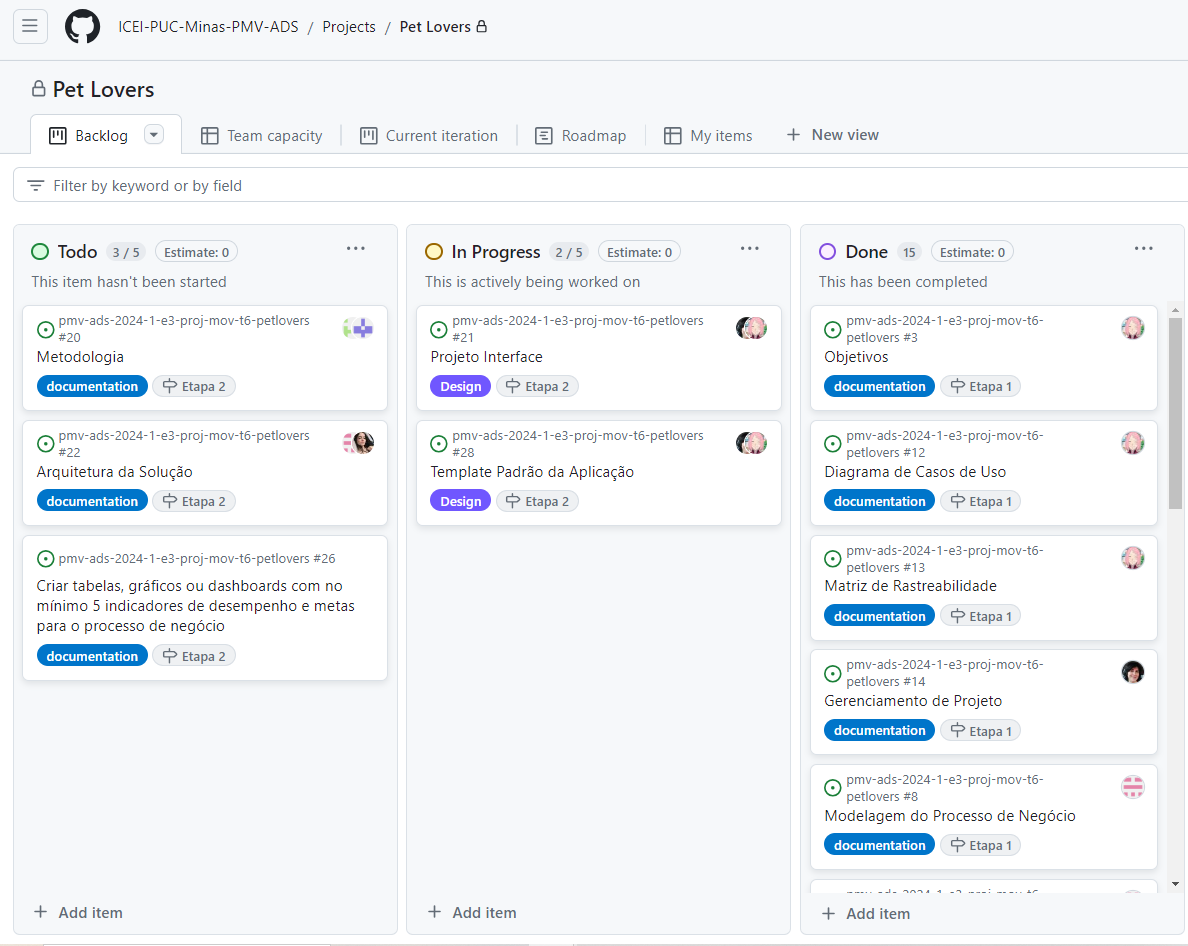 ICEI-PUC-Minas-PMV-ADS / Projects / Pet Lovers
Pet Lovers
Backlog
Team capacity
Current iteration
Roadmap
My items
New view
Filter by keyword or by field
Todo 3 / 5 Estimate: 0
This item hasn't been started
pmv-ads-2024-1-e3-proj-mov-t6-petlovers
#20
Metodologia
documentation Etapa 2
pmv-ads-2024-1-e3-proj-mov-t6-petlovers
#22
Arquitetura da Solução
documentation Etapa 2
pmv-ads-2024-1-e3-proj-mov-t6-petlovers #26
Criar tabelas, gráficos ou dashboards com no
mínimo 5 indicadores de desempenho e metas
para o processo de negócio
documentation Etapa 2
Add item
In Progress 2 / 5 Estimate: 0
This is actively being worked on
pmv-ads-2024-1-e3-proj-mov-t6-petlovers
#21
Projeto Interface
Design Etapa 2
pmv-ads-2024-1-e3-proj-mov-t6-petlovers
#28
Template Padrão da Aplicação
Design Etapa 2
Add item
Done 15 Estimate: 0
This has been completed
pmv-ads-2024-1-e3-proj-mov-t6-
petlovers #3
Objetivos
documentation Etapa 1
pmv-ads-2024-1-e3-proj-mov-t6-
petlovers #12
Diagrama de Casos de Uso
documentation Etapa 1
pmv-ads-2024-1-e3-proj-mov-t6-
petlovers #13
Matriz de Rastreabilidade
documentation Etapa 1
pmv-ads-2024-1-e3-proj-mov-t6-
petlovers #14
Gerenciamento de Projeto
documentation Etapa 1
pmv-ads-2024-1-e3-proj-mov-t6-
petlovers #8
Modelagem do Processo de Negócio
documentation Etapa 1
Add item